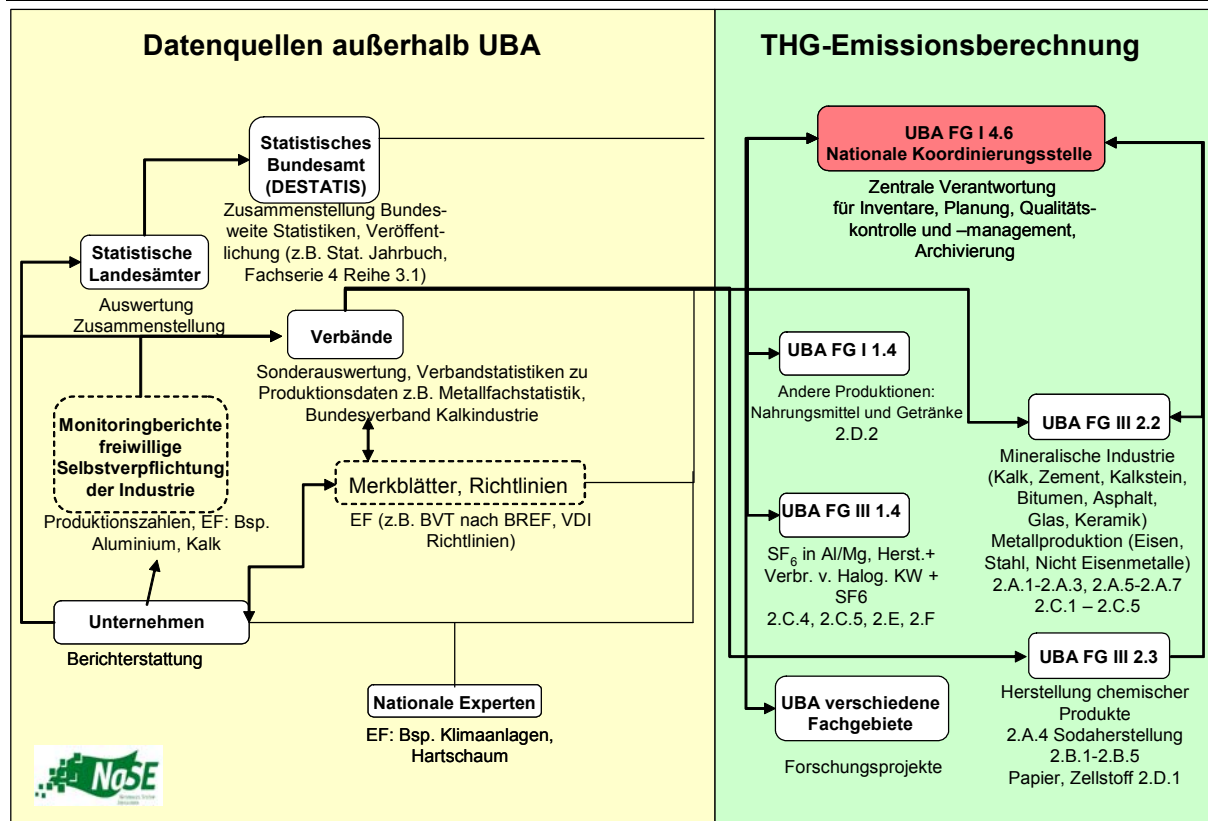 Datenquellen außerhalb UBA
Statistisches
Bundesamt
(DESTATIS)
Zusammenstellung Bundes-
weite Statistiken, Veröffent-
lichung (z.B. Stat. Jahrbuch,
Fachserie 4 Reihe 3.1)
Statistische
Landesämter
Auswertung
Zusammenstellung
Verbände
Sonderauswertung, Verbandstatistiken zu
Produktionsdaten z.B. Metallfachstatistik,
Bundesverband Kalkindustrie
Monitoringberichte
freiwillige
Selbstverpflichtung
der Industrie
Produktionszahlen, EF: Bsp.
Aluminium, Kalk
Merkblätter, Richtlinien
EF (z.B. BVT nach BREF, VDI
Richtlinien)
Unternehmen
Berichterstattung
Nationale Experten
EF: Bsp. Klimaanlagen,
Hartschaum
NaSE
THG-Emissionsberechnung
UBA FG I 4.6
Nationale Koordinierungsstelle
Zentrale Verantwortung
für Inventare, Planung, Qualitäts-
kontrolle und –management,
Archivierung
UBA FG I 1.4
Andere Produktionen:
Nahrungsmittel und Getränke
2.D.2
UBA FG III 1.4
SF6 in Al/Mg, Herst.+
Verbr. v. Halog. KW +
SF6
2.C.4, 2.C.5, 2.E, 2.F
UBA verschiedene
Fachgebiete
Forschungsprojekte
UBA FG III 2.2
Mineralische Industrie
(Kalk, Zement, Kalkstein,
Bitumen, Asphalt,
Glas, Keramik)
Metallproduktion (Eisen,
Stahl, Nicht Eisenmetalle)
2.A.1-2.A.3, 2.A.5-2.A.7
2.C.1 – 2.C.5
UBA FG III 2.3
Herstellung chemischer
Produkte
2.A.4 Sodaherstellung
2.B.1-2.B.5
Papier, Zellstoff 2.D.1